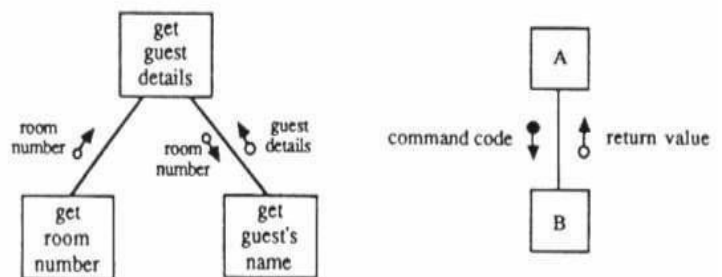 get
guest
details
room
number
room
number
guest
details
get
room
number
get
guest's
name
A
command code
return value
B